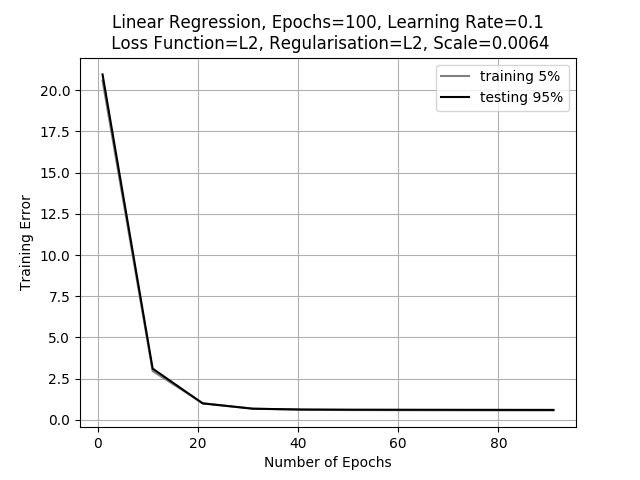 Linear Regression, Epochs=100, Learning Rate=0.1
Loss Function=L2, Regularisation=L2, Scale=0.0064
training 5%
testing 95%
20.0
17.5
15.0
12.5
10.0
7.5
5.0
2.5
0.0
Training Error
0 20 40 60 80
Number of Epochs